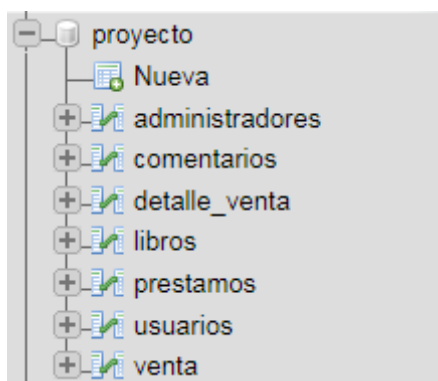 proyecto
Nueva
administradores
comentarios
detalle_venta
libros
prestamos
usuarios
venta